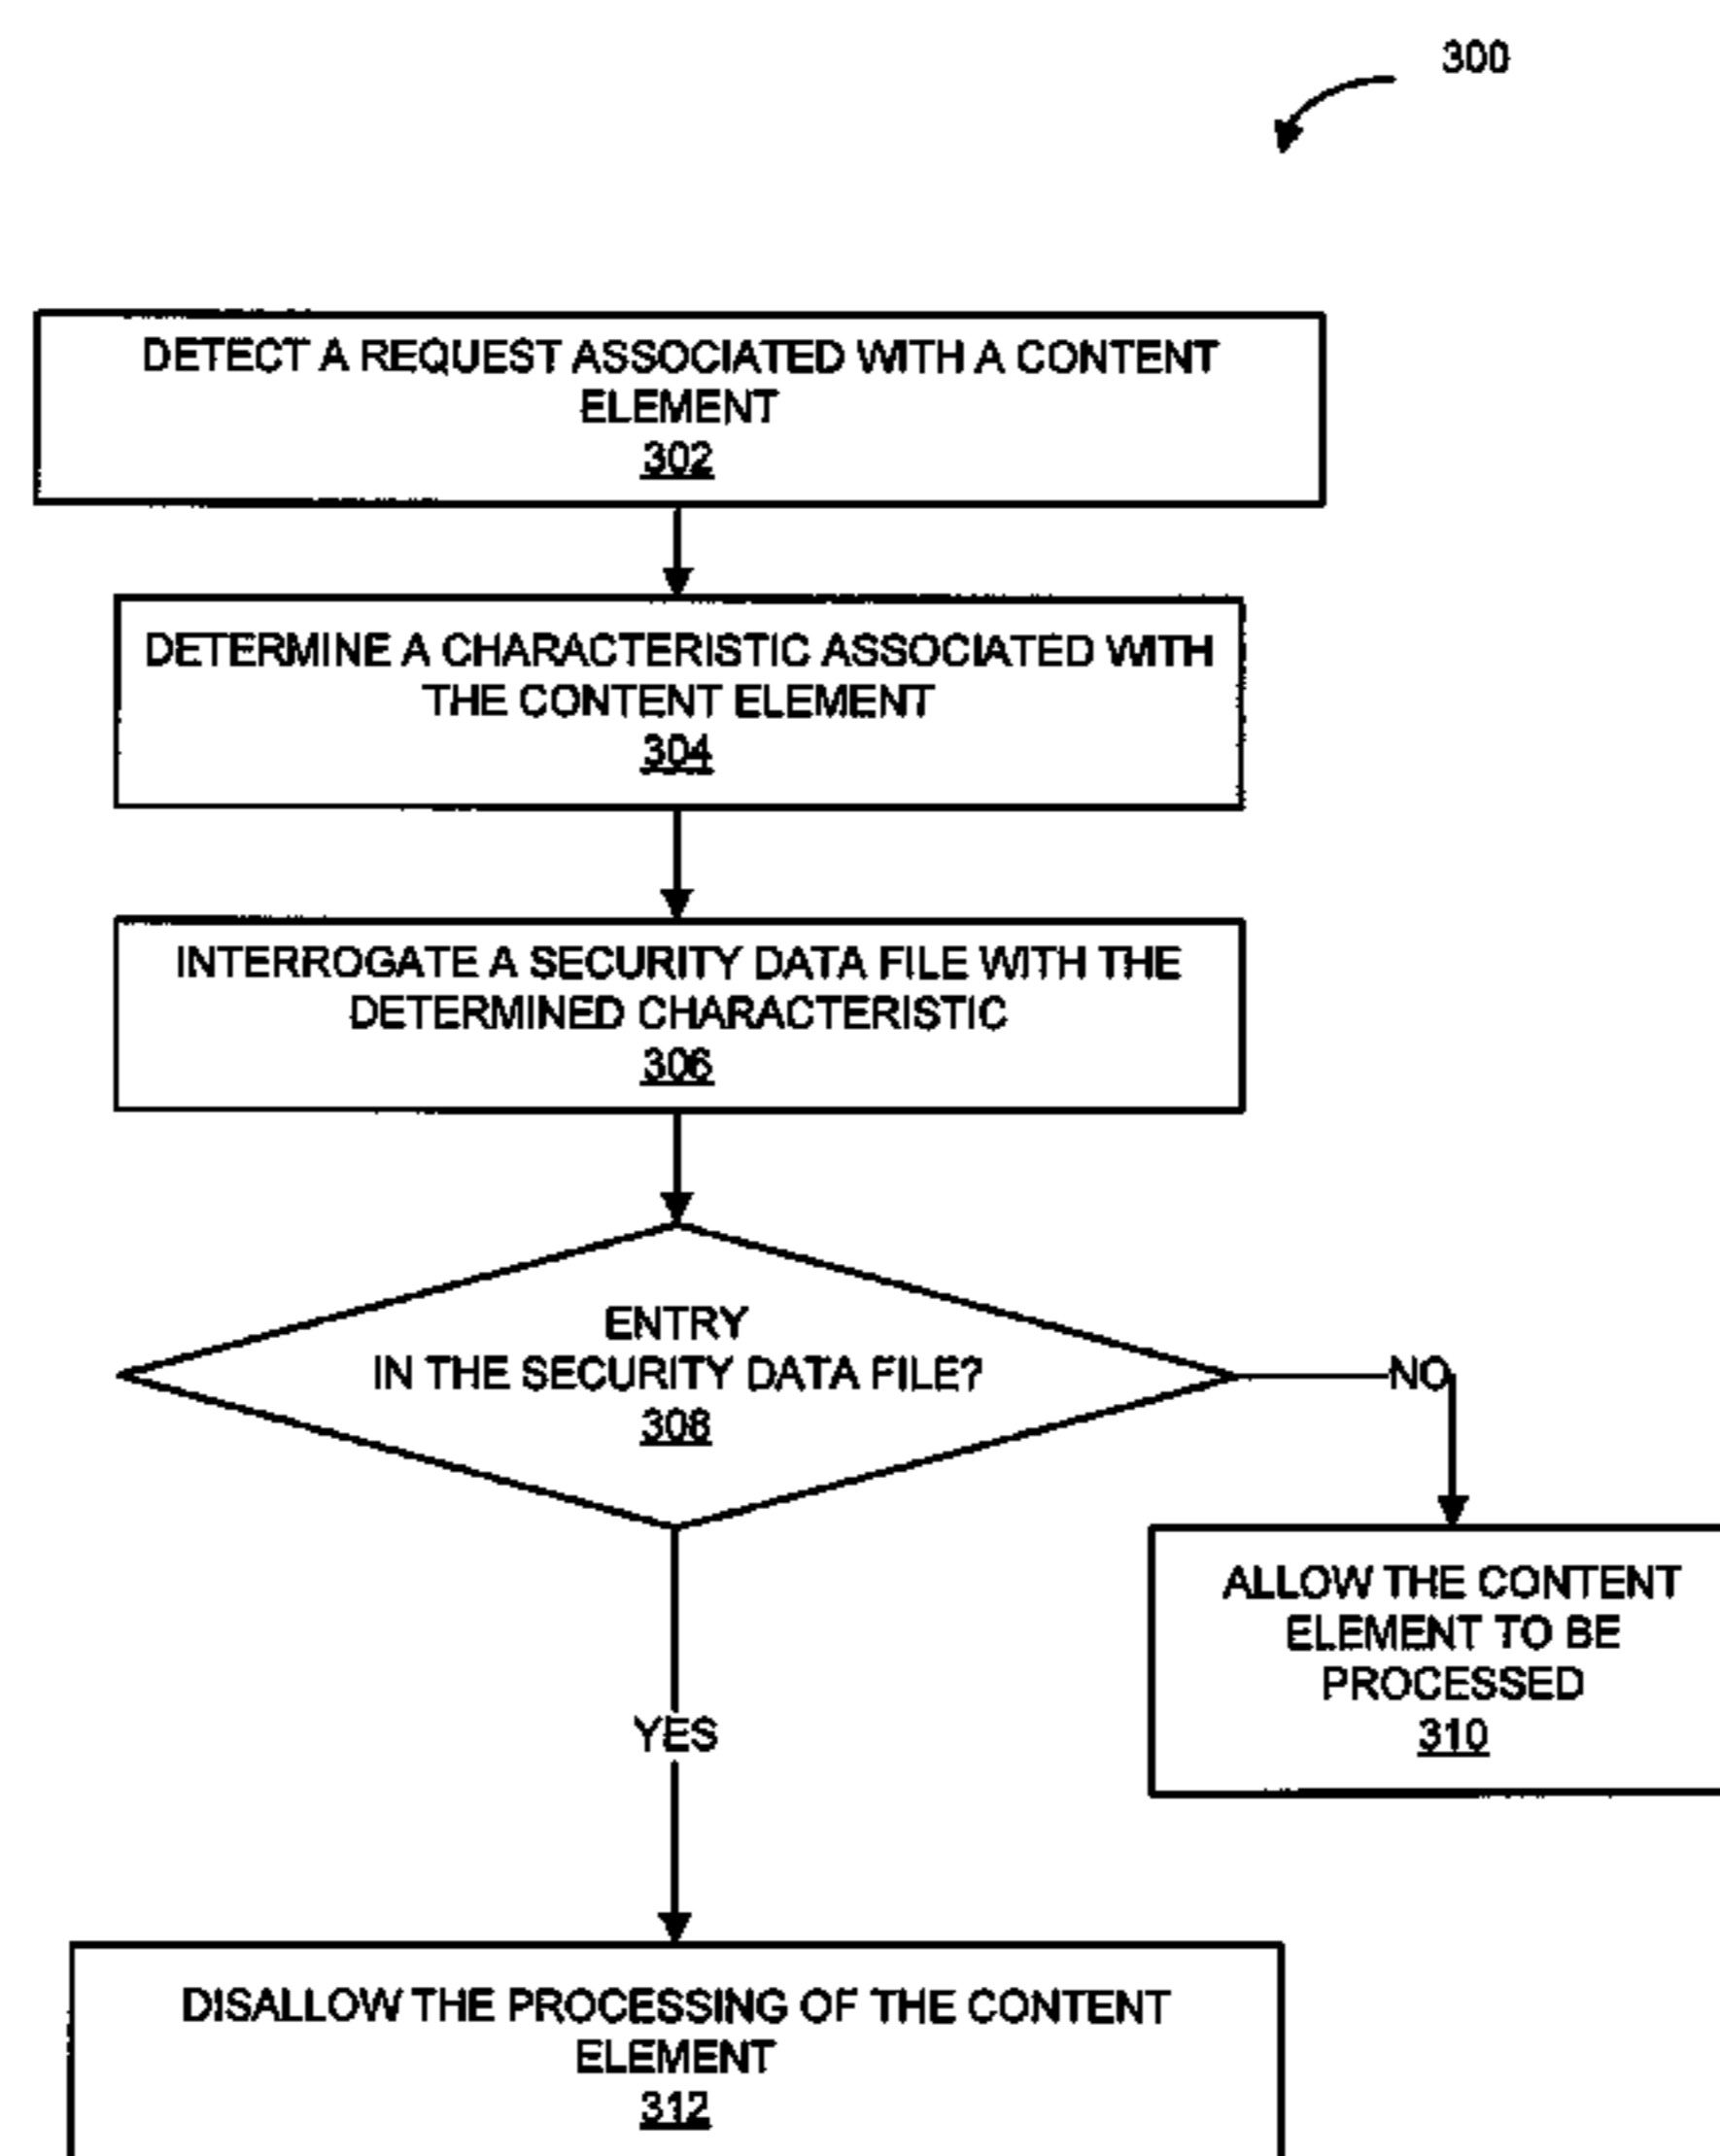 300
DETECT A REQUEST ASSOCIATED WITH A CONTENT
ELEMENT
302
DETERMINE A CHARACTERISTIC ASSOCIATED WITH
THE CONTENT ELEMENT
304
INTERROGATE A SECURITY DATA FILE WITH THE
DETERMINED CHARACTERISTIC
306
ENTRY
IN THE SECURITY DATA FILE?
308
NO
ALLOW THE CONTENT
ELEMENT TO BE
PROCESSED
310
YES
DISALLOW THE PROCESSING OF THE CONTENT
ELEMENT
312